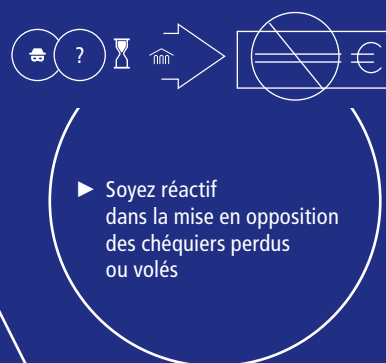 ?
€
► Soyez réactif
dans la mise en opposition
des chéquiers perdus
ou volés